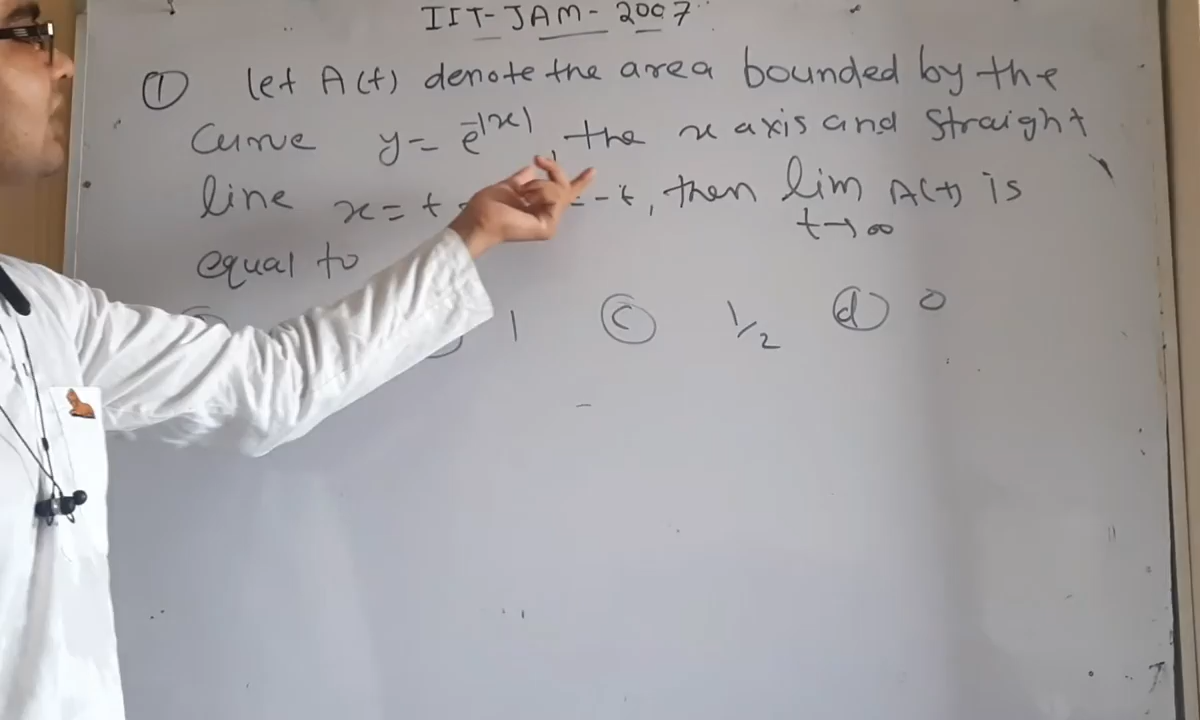 IIT-JAM-2007
① let A(t) denote the area bounded by the
Curve y= e^-|x|, the x axis and straight
line x= t = -t, then lim A(t) is
t→∞
equal to
1 ⓒ 1/2 ⓓ 0